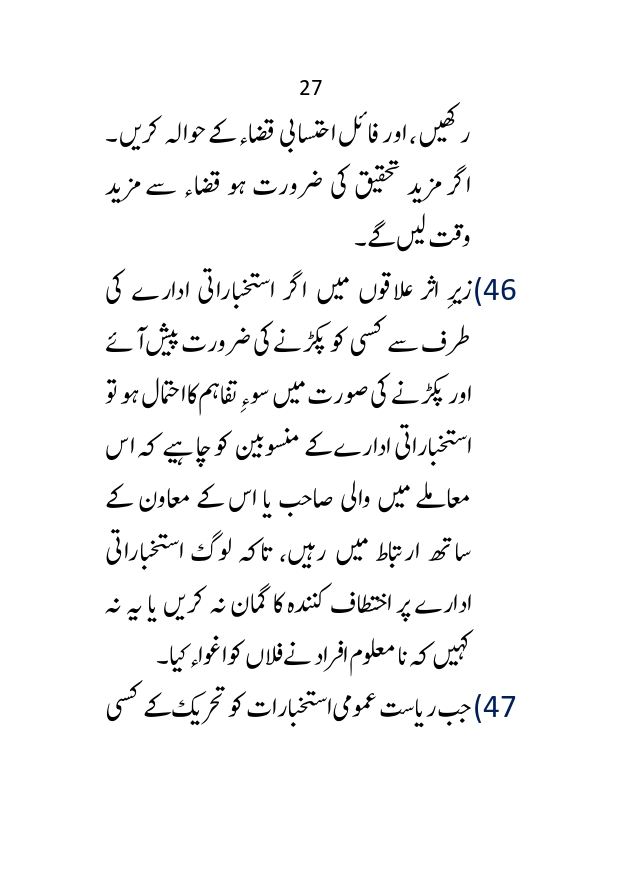 27
رکھیں، اور فائل احتسابی قضاء کے حوالہ کریں۔
اگر مزید تحقیق کی ضرورت ہو قضاء سے مزید
وقت لیں گے۔
46)زیرِ اثر علاقوں میں اگر استخباراتی ادارے کی
طرف سے کسی کو پکڑنے کی ضرورت پیش آئے
اور پکڑنے کی صورت میں سوءِ تفاہم کا احتمال ہو تو
استخباراتی ادارے کے منسوبین کو چاہیے کہ اس
معاملے میں والی صاحب یا اس کے معاون کے
ساتھ ارتباط میں رہیں، تاکہ لوگ استخباراتی
ادارے پر اختطاف کنندہ کا گمان نہ کریں یا یہ نہ
کہیں کہ نامعلوم افراد نے فلاں کو اغواء کیا۔
47)جب ریاست عمومی استخبارات کو تحریک کے کسی